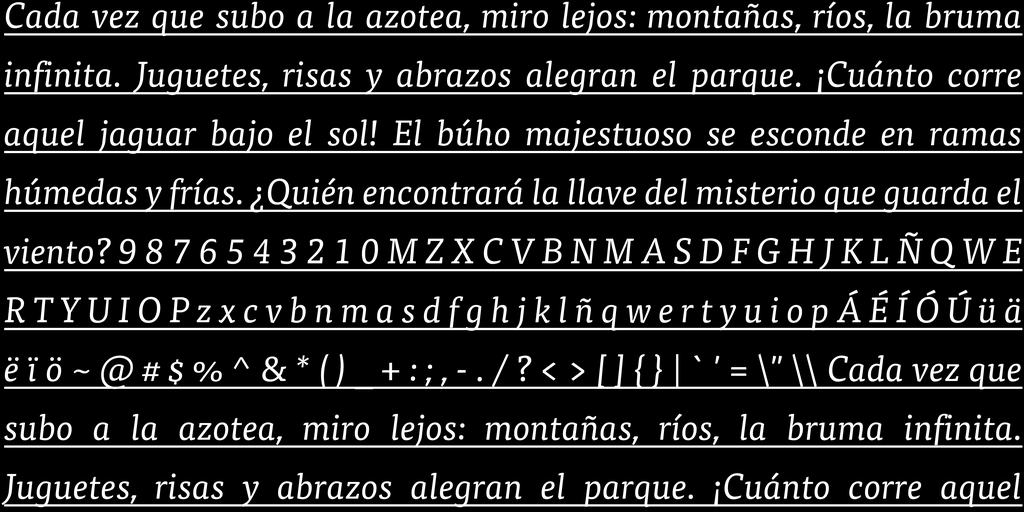 Cada vez que subo a la azotea, miro lejos: montañas, ríos, la bruma
infinita. Juguetes, risas y abrazos alegran el parque. ¡Cuánto corre
aquel jaguar bajo el sol! El búho majestuoso se esconde en ramas
húmedas y frías. ¿Quién encontrará la llave del misterio que guarda el
viento? 9 8 7 6 5 4 3 2 1 0 M Z X C V B N M A S D F G H J K L Ñ Q W E
R T Y U I O P z x c v b n m a s d f g h j k l ñ q w e r t y u i o p Á É Í Ó Ú ü ä
ë ï ö ~ @ # $ % ^ & * ( ) _ + : ; , - . / ? < > [ ] { } | ` ' = \" \\ Cada vez que
subo a la azotea, miro lejos: montañas, ríos, la bruma infinita.
Juguetes, risas y abrazos alegran el parque. ¡Cuánto corre aquel